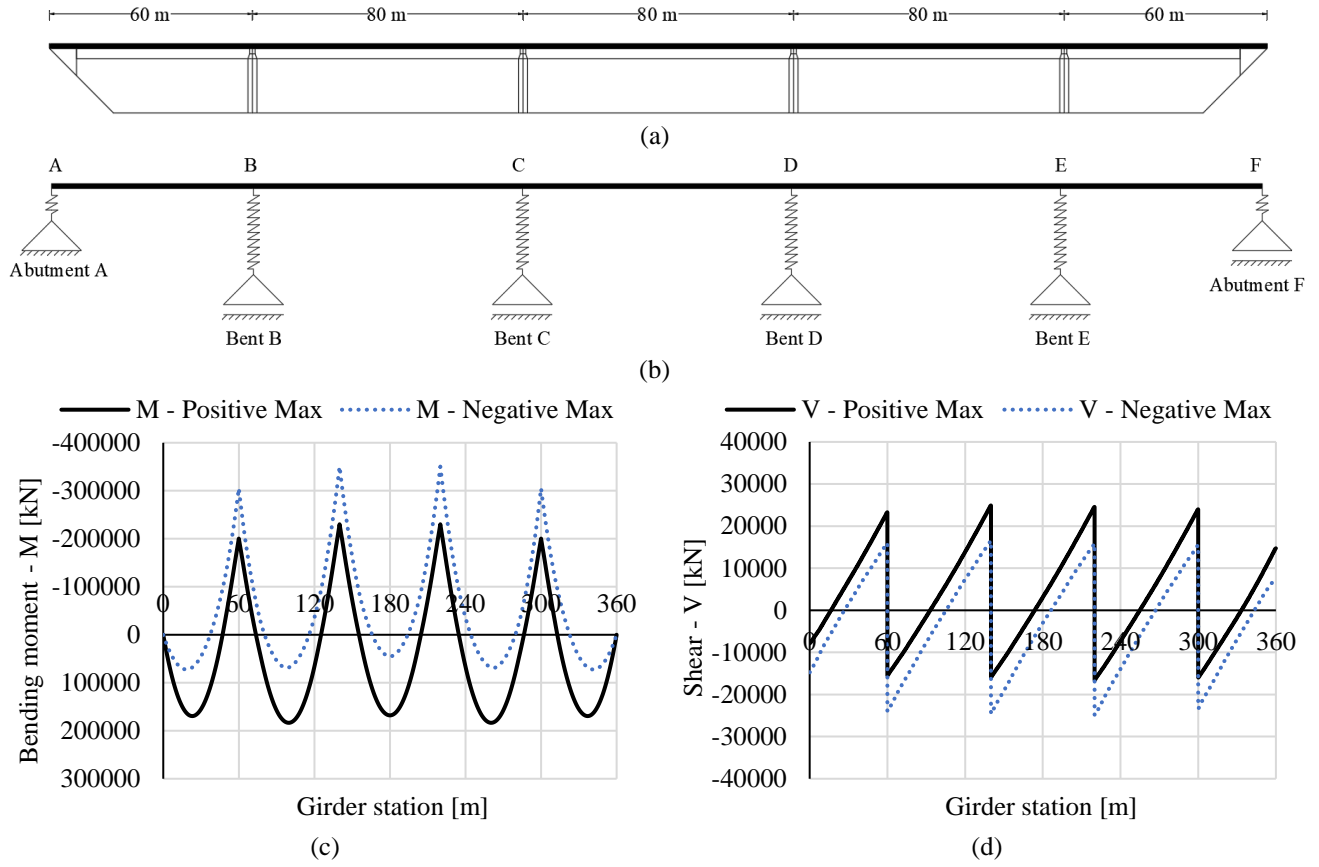 60 m 80 m 80 m 80 m 60 m
(a)
A B C D E F
Abutment A
Abutment F
Bent B Bent C Bent D Bent E
(b)
M - Positive Max M - Negative Max
-400000
-300000
-200000
-100000
0
100000
200000
300000
0 60 120 180 240 300 360
Bending moment - M [kN]
Girder station [m]
(c)
V - Positive Max V - Negative Max
40000
30000
20000
10000
0
-10000
-20000
-30000
-40000
0 60 120 180 240 300 360
Shear - V [kN]
Girder station [m]
(d)